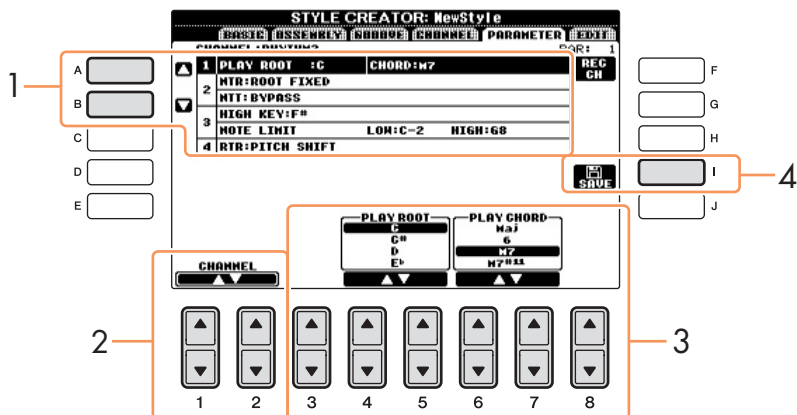 STYLE CREATOR: NewStyle
BASIC ASSEMBLY GROOVE CHANNEL PARAMETER EDIT
CHANNEL:RHYTHM2 BAR: 1
1 PLAY ROOT :C CHORD:M7
REC CH
2 NTR:ROOT FIXED
NTT:BYPASS
3 HIGH KEY:F#
NOTE LIMIT LOW:C-2 HIGH:G8
4 RTR:PITCH SHIFT
SAVE
A
B
C
D
E
F
G
H
I
J
1
4
PLAY ROOT
C
C#
D
E♭
PLAY CHORD
Maj
6
M7
M7#11
CHANNEL
2
3
1 2 3 4 5 6 7 8